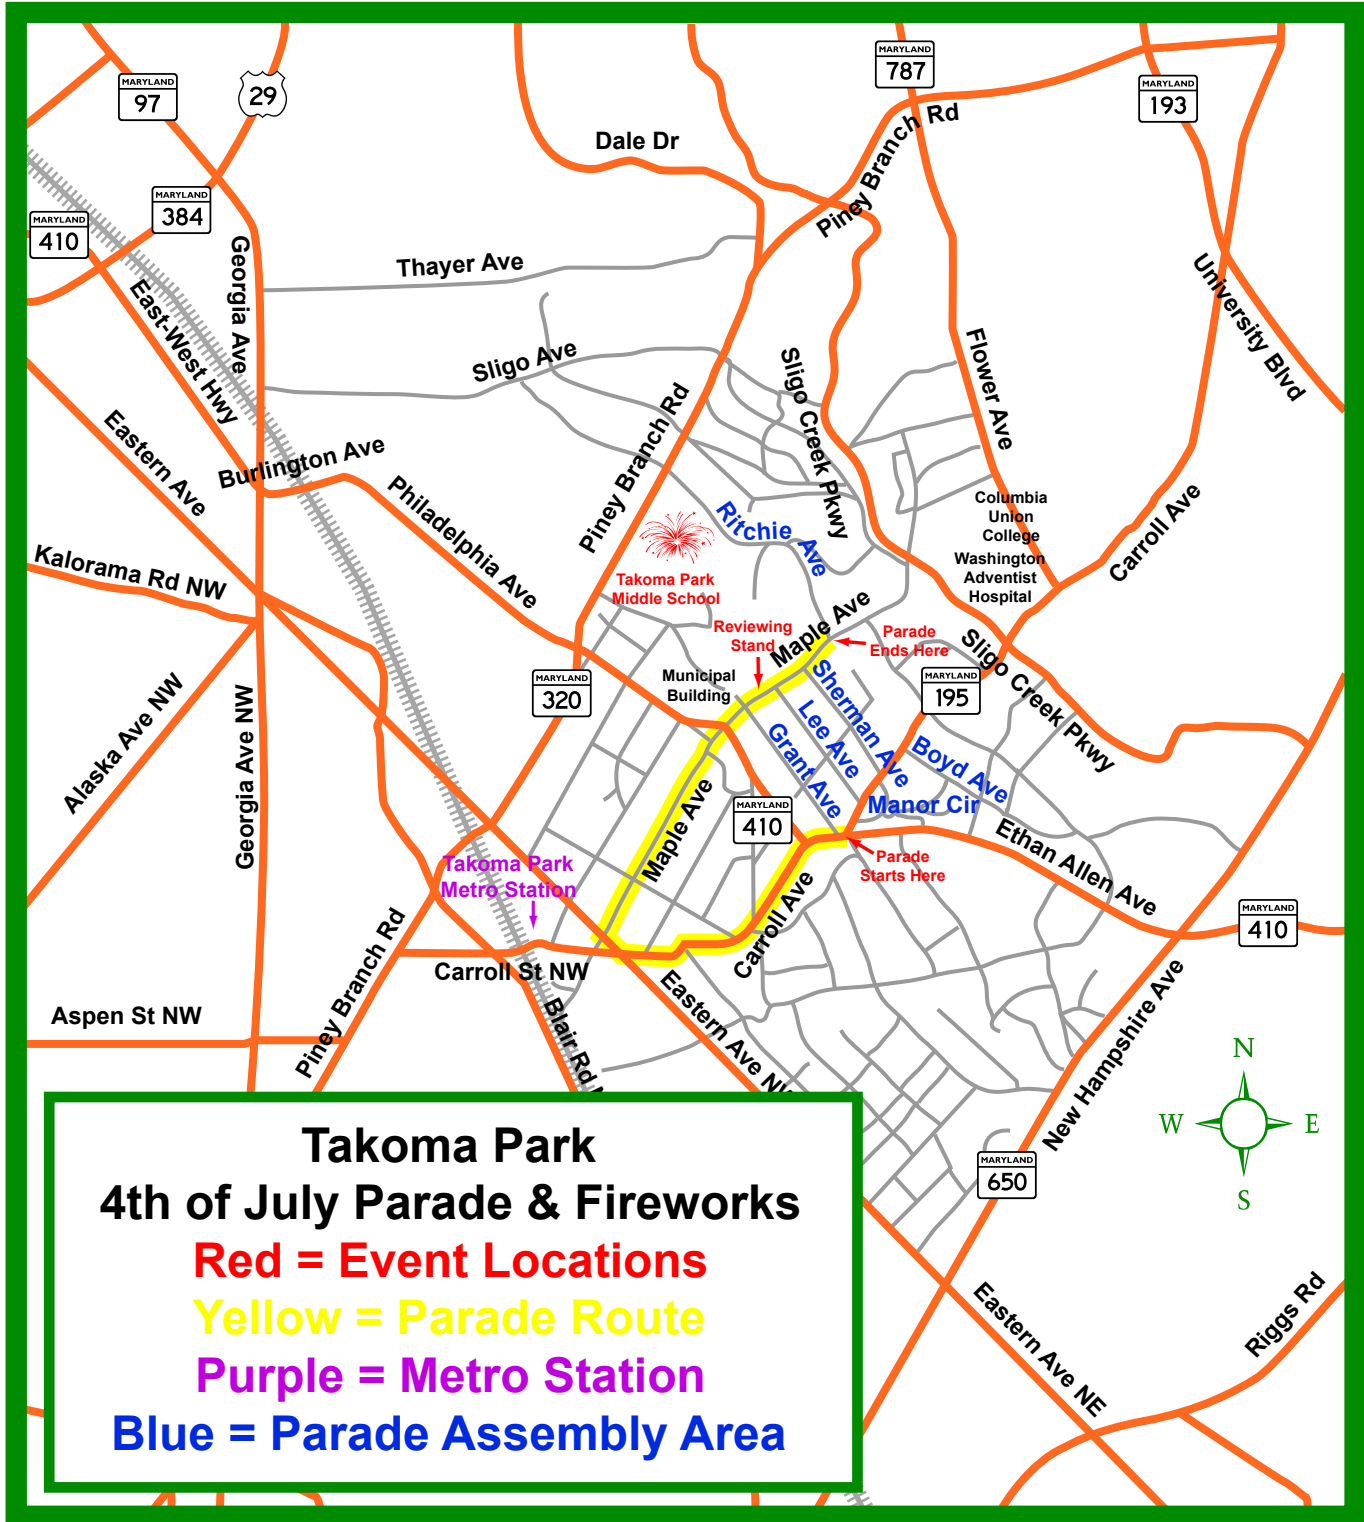 MARYLAND
97
29
MARYLAND
787
MARYLAND
193
Dale Dr
Piney Branch Rd
MARYLAND
384
MARYLAND
410
Georgia Ave
Thayer Ave
East-West Hwy
University Blvd
Sligo Ave
Sligo Creek Pkwy
Flower Ave
Eastern Ave
Burlington Ave
Piney Branch Rd
Philadelphia Ave
Columbia
Union
College
Washington
Adventist
Hospital
Carroll Ave
Ritchie Ave
Kalorama Rd NW
Takoma Park
Middle School
Reviewing
Stand
Maple Ave
Parade
Ends Here
Sligo Creek Pkwy
Municipal
Building
MARYLAND
320
MARYLAND
195
Sherman Ave
Lee Ave
Grant Ave
Boyd Ave
Manor Cir
Alaska Ave NW
Georgia Ave NW
Maple Ave
MARYLAND
410
Ethan Allen Ave
Parade
Starts Here
Takoma Park
Metro Station
Carroll Ave
MARYLAND
410
Piney Branch Rd
Carroll St NW
Eastern Ave NW
New Hampshire Ave
Aspen St NW
Blair Rd
N
W
E
S
MARYLAND
650
Takoma Park
4th of July Parade & Fireworks
Red = Event Locations
Yellow = Parade Route
Purple = Metro Station
Blue = Parade Assembly Area
Eastern Ave NE
Riggs Rd